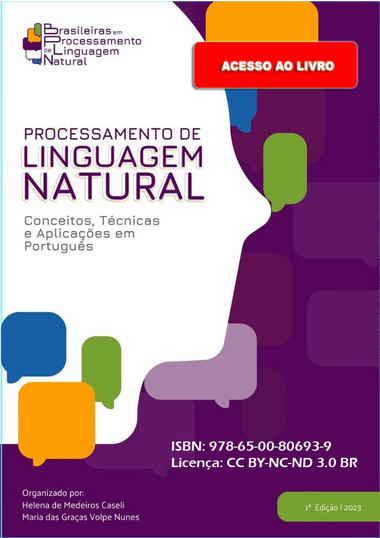 Brasileiras em
Processamento
de Linguagem
Natural
ACESSO AO LIVRO
PROCESSAMENTO DE
LINGUAGEM
NATURAL
Conceitos, Técnicas
e Aplicações em
Português
ISBN: 978-65-00-80693-9
Licença: CC BY-NC-ND 3.0 BR
Organizado por:
Helena de Medeiros Caseli
Maria das Graças Volpe Nunes
1ª Edição | 2023